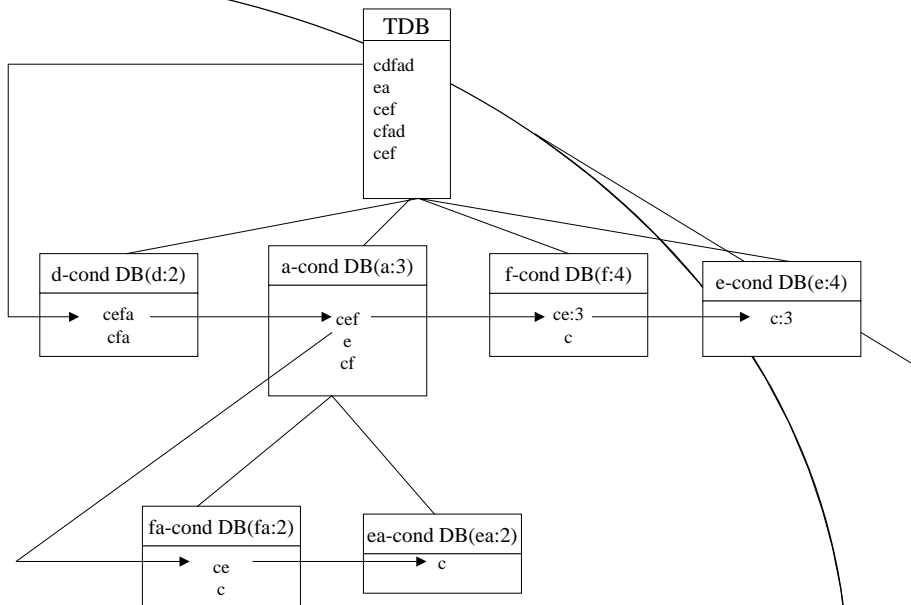 TDB
cdfad
ea
cef
cfad
cef
d-cond DB(d:2)
cefa
cfa
a-cond DB(a:3)
cef
e
cf
f-cond DB(f:4)
ce:3
c
e-cond DB(e:4)
c:3
fa-cond DB(fa:2)
ce
c
ea-cond DB(ea:2)
c